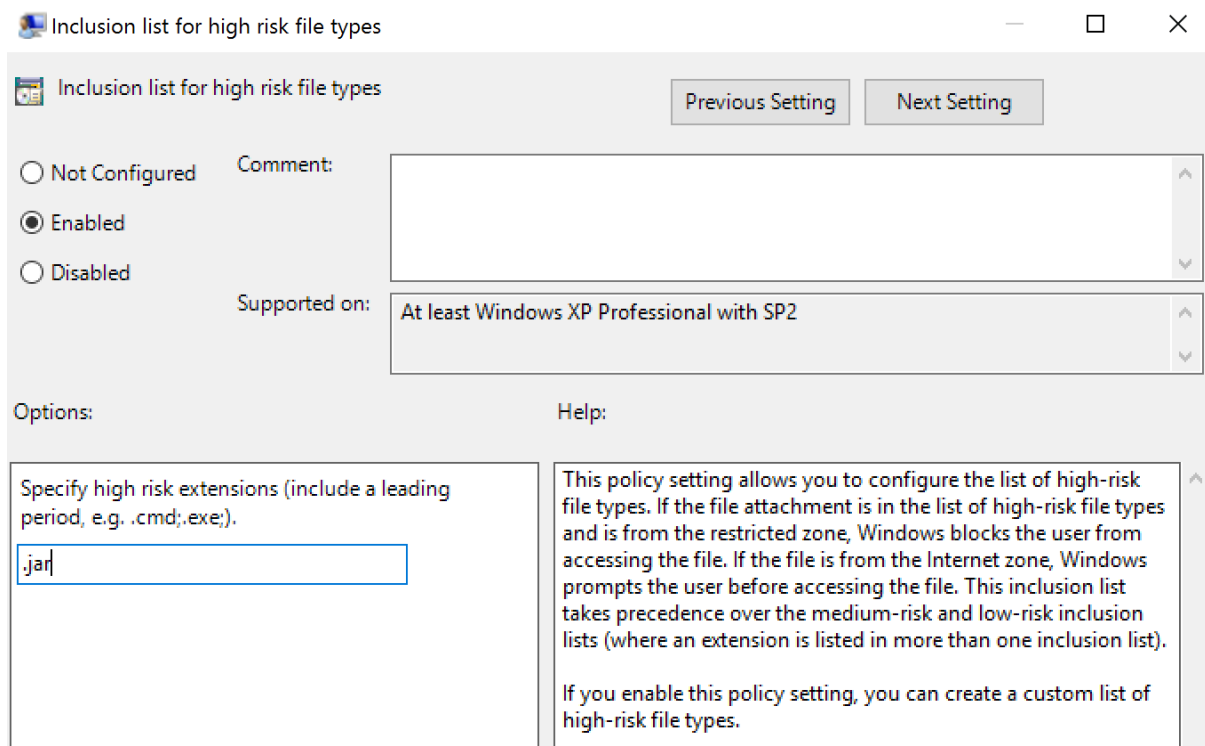 Inclusion list for high risk file types
Inclusion list for high risk file types
Previous Setting
Next Setting
Not Configured
Comment:
Enabled
Disabled
Supported on:
At least Windows XP Professional with SP2
Options:
Help:
Specify high risk extensions (include a leading
period, e.g. .cmd;.exe;).
.jar
This policy setting allows you to configure the list of high-risk
file types. If the file attachment is in the list of high-risk file types
and is from the restricted zone, Windows blocks the user from
accessing the file. If the file is from the Internet zone, Windows
prompts the user before accessing the file. This inclusion list
takes precedence over the medium-risk and low-risk inclusion
lists (where an extension is listed in more than one inclusion list).
If you enable this policy setting, you can create a custom list of
high-risk file types.